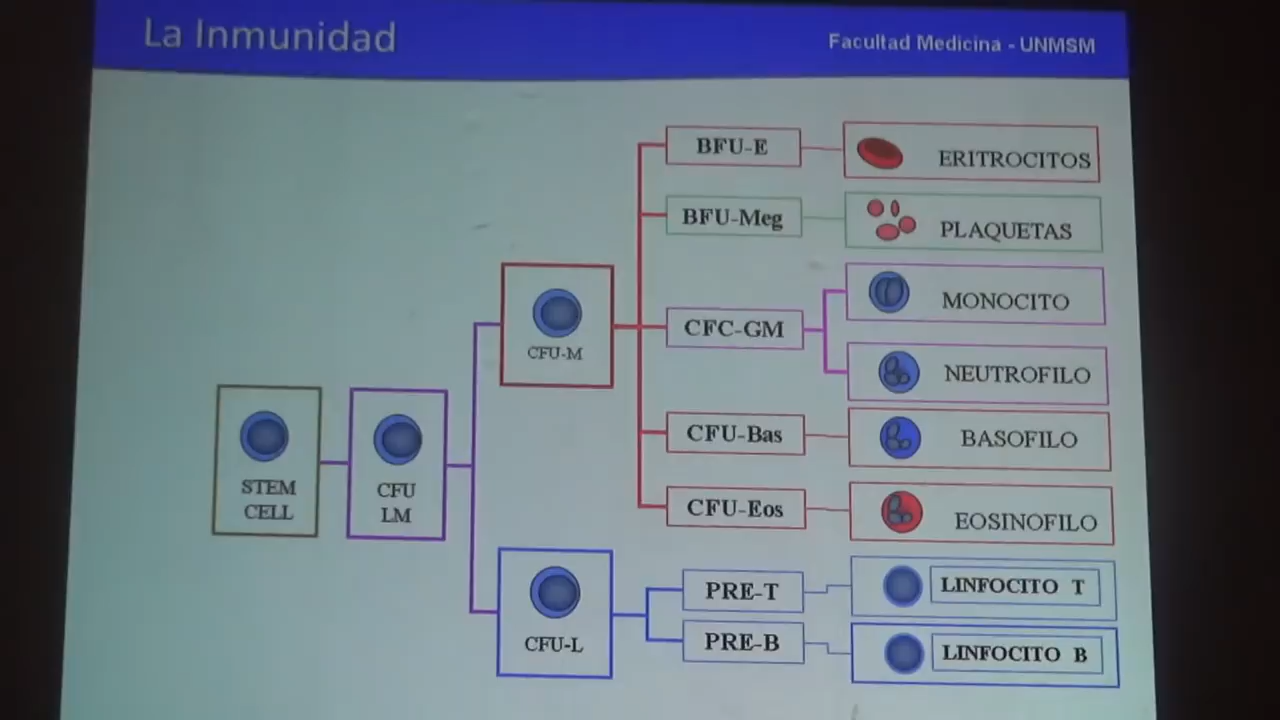 La Inmunidad
Facultad Medicina - UNMSM
BFU-E
ERITROCITOS
BFU-Meg
PLAQUETAS
CFU-M
CFC-GM
MONOCITO
NEUTROFILO
STEM
CELL
CFU
LM
CFU-Bas
BASOFILO
CFU-Eos
EOSINOFILO
CFU-L
PRE-T
LINFOCITO T
PRE-B
LINFOCITO B